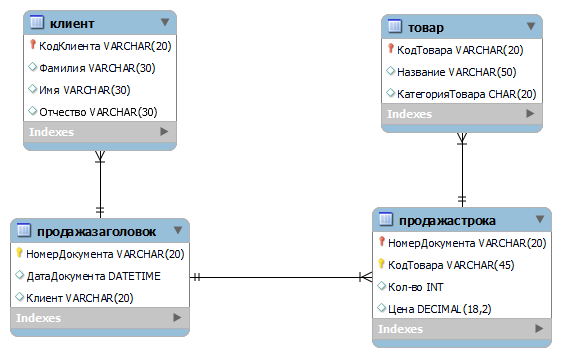 клиент
КодКлиента VARCHAR(20)
Фамилия VARCHAR(30)
Имя VARCHAR(30)
Отчество VARCHAR(30)
Indexes
товар
КодТовара VARCHAR(20)
Название VARCHAR(50)
КатегорияТовара CHAR(20)
Indexes
продажазаголовок
НомерДокумента VARCHAR(20)
ДатаДокумента DATETIME
Клиент VARCHAR(20)
Indexes
продажастрока
НомерДокумента VARCHAR(20)
КодТовара VARCHAR(45)
Кол-во INT
Цена DECIMAL(18,2)
Indexes